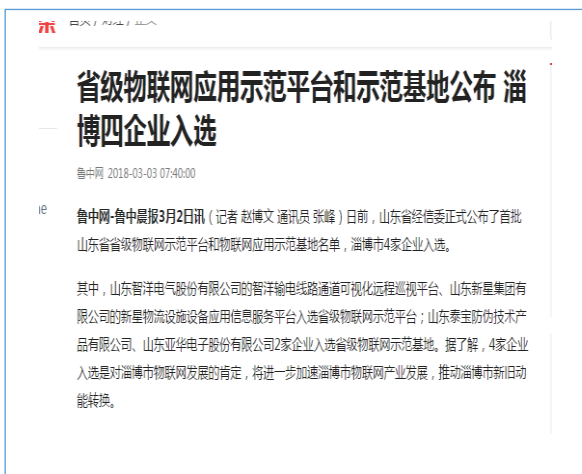 省级物联网应用示范平台和示范基地公布 淄
博四企业入选
鲁中网 2018-03-03 07:40:00
鲁中网-鲁中晨报3月2日讯（记者 赵博文 通讯员 张峰）日前，山东省经信委正式公布了首批
山东省省级物联网示范平台和物联网应用示范基地名单，淄博市4家企业入选。
其中，山东智洋电气股份有限公司的智洋输电线路通道可视化远程巡视平台、山东新星集团有
限公司的新星物流设施设备应用信息服务平台入选省级物联网示范平台；山东泰宝防伪技术产
品有限公司、山东亚华电子股份有限公司2家企业入选省级物联网示范基地。据了解，4家企业
入选是对淄博市物联网发展的肯定，将进一步加速淄博市物联网产业发展，推动淄博市新旧动
能转换。